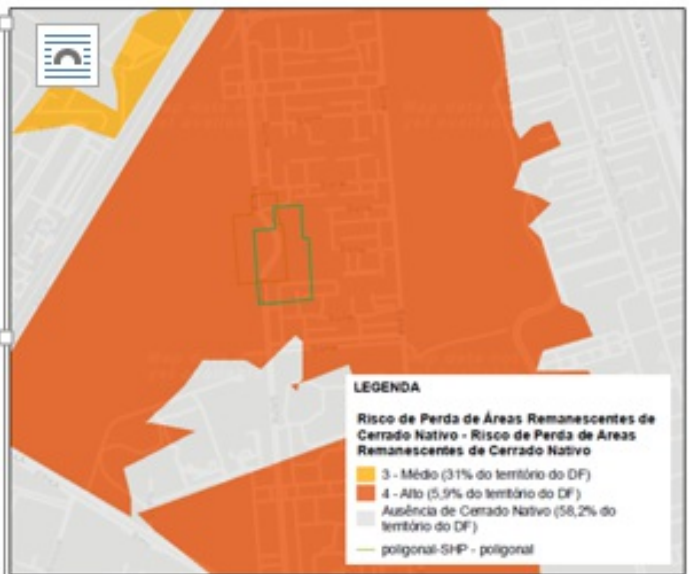 LEGENDA
Risco de Perda de Áreas Remanescentes de
Cerrado Nativo - Risco de Perda de Areas
Remanescentes de Cerrado Nativo
3 - Médio (31% do território do DF)
4 - Alto (5,9% do território do DF)
Ausência de Cerrado Nativo (58,2% do
território do DF)
poligonal-SHP - poligonal